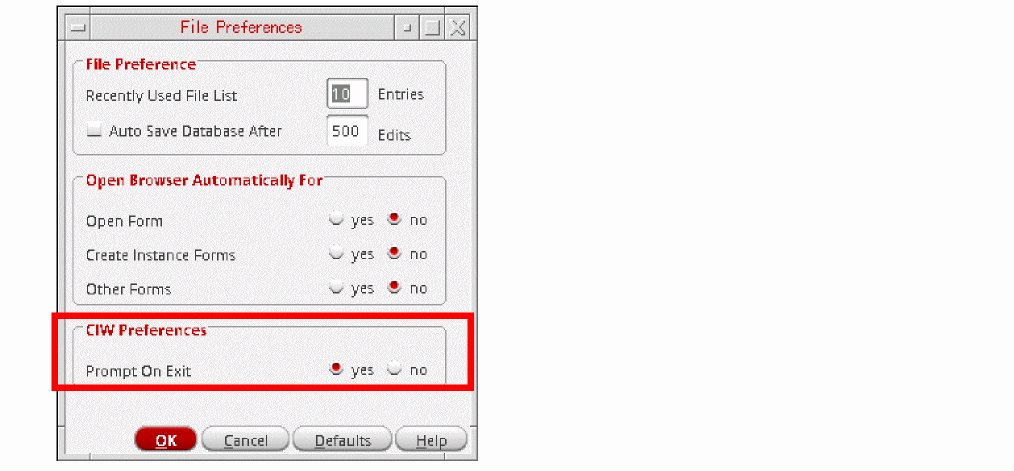 File Preferences
File Preference
Recently Used File List 10 Entries
Auto Save Database After 500 Edits
Open Browser Automatically For
Open Form yes no
Create Instance Forms yes no
Other Forms yes no
CIW Preferences
Prompt On Exit yes no
OK Cancel Defaults Help